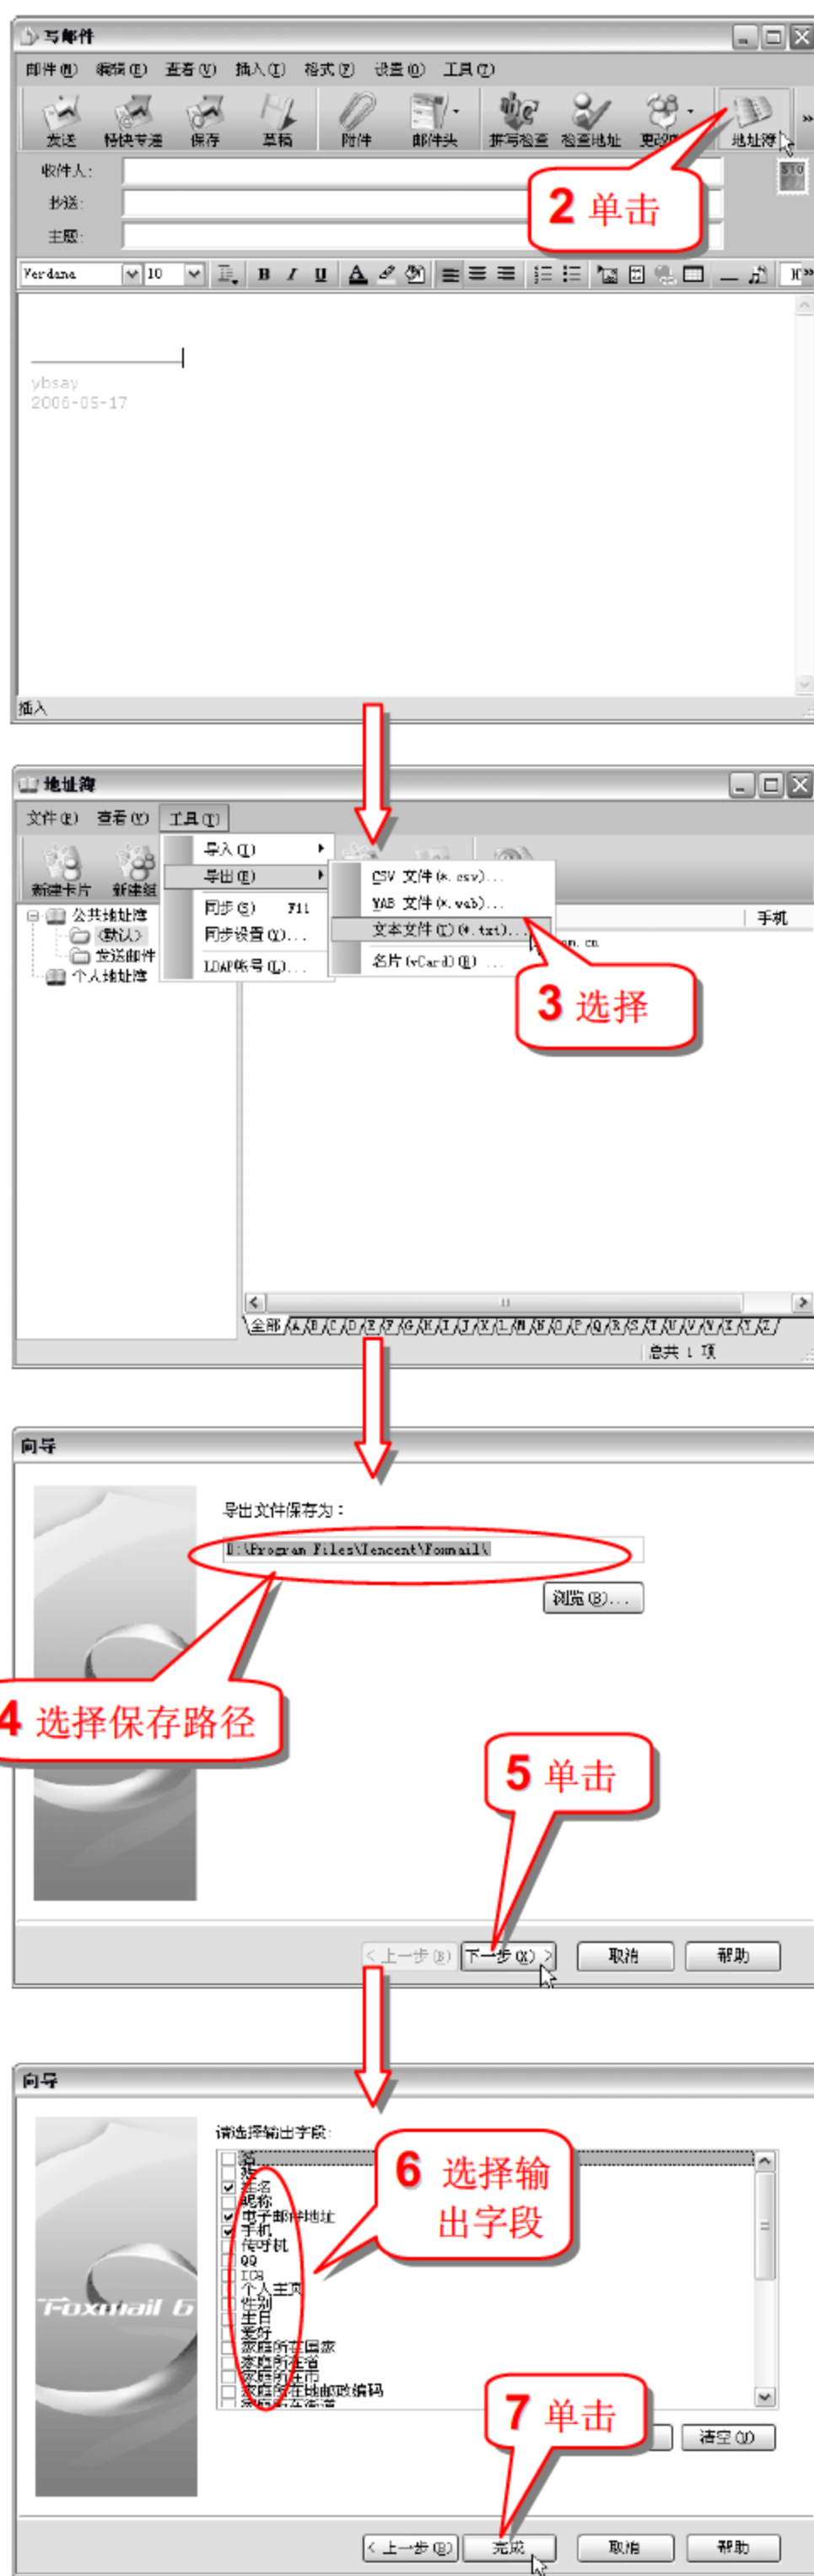 写邮件
邮件(M) 编辑(E) 查看(V) 插入(I) 格式(F) 设置(O) 工具(T)
发送 特快专递 保存 草稿 附件 邮件头 拼写检查 检查地址 地址簿
收件人:
抄送:
主题:
2 单击
Verdana 10 B I U A
ybsay
2006-05-17
插入
地址簿
文件(F) 查看(V) 工具(T)
新建卡片 新建组
导入(I)
导出(E)
同步(S) F11
同步设置(Y)...
LDAP帐号(L)...
CSV 文件(*.csv)...
WAB 文件(*.wab)...
文本文件(T)(*.txt)...
名片(vCard)(R) ...
手机
公共地址簿
(默认)
发送邮件
个人地址簿
3 选择
全部 A B C D E F G H I J K L M N O P Q R S T U V W X Y Z
总共 1 项
向导
导出文件保存为：
D:\Program Files\Tencent\Foxmail\
浏览(B)...
4 选择保存路径
5 单击
<上一步(B) 下一步(N) > 取消 帮助
向导
请选择输出字段:
名
姓
姓名
昵称
电子邮件地址
手机
传呼机
QQ
ICQ
个人主页
性别
生日
爱好
家庭所在国家
家庭所在省
家庭所在市
家庭所在地邮政编码
家庭所在街道
6 选择输
出字段
Foxmail 6
7 单击
清空(U)
<上一步(B) 完成 取消 帮助